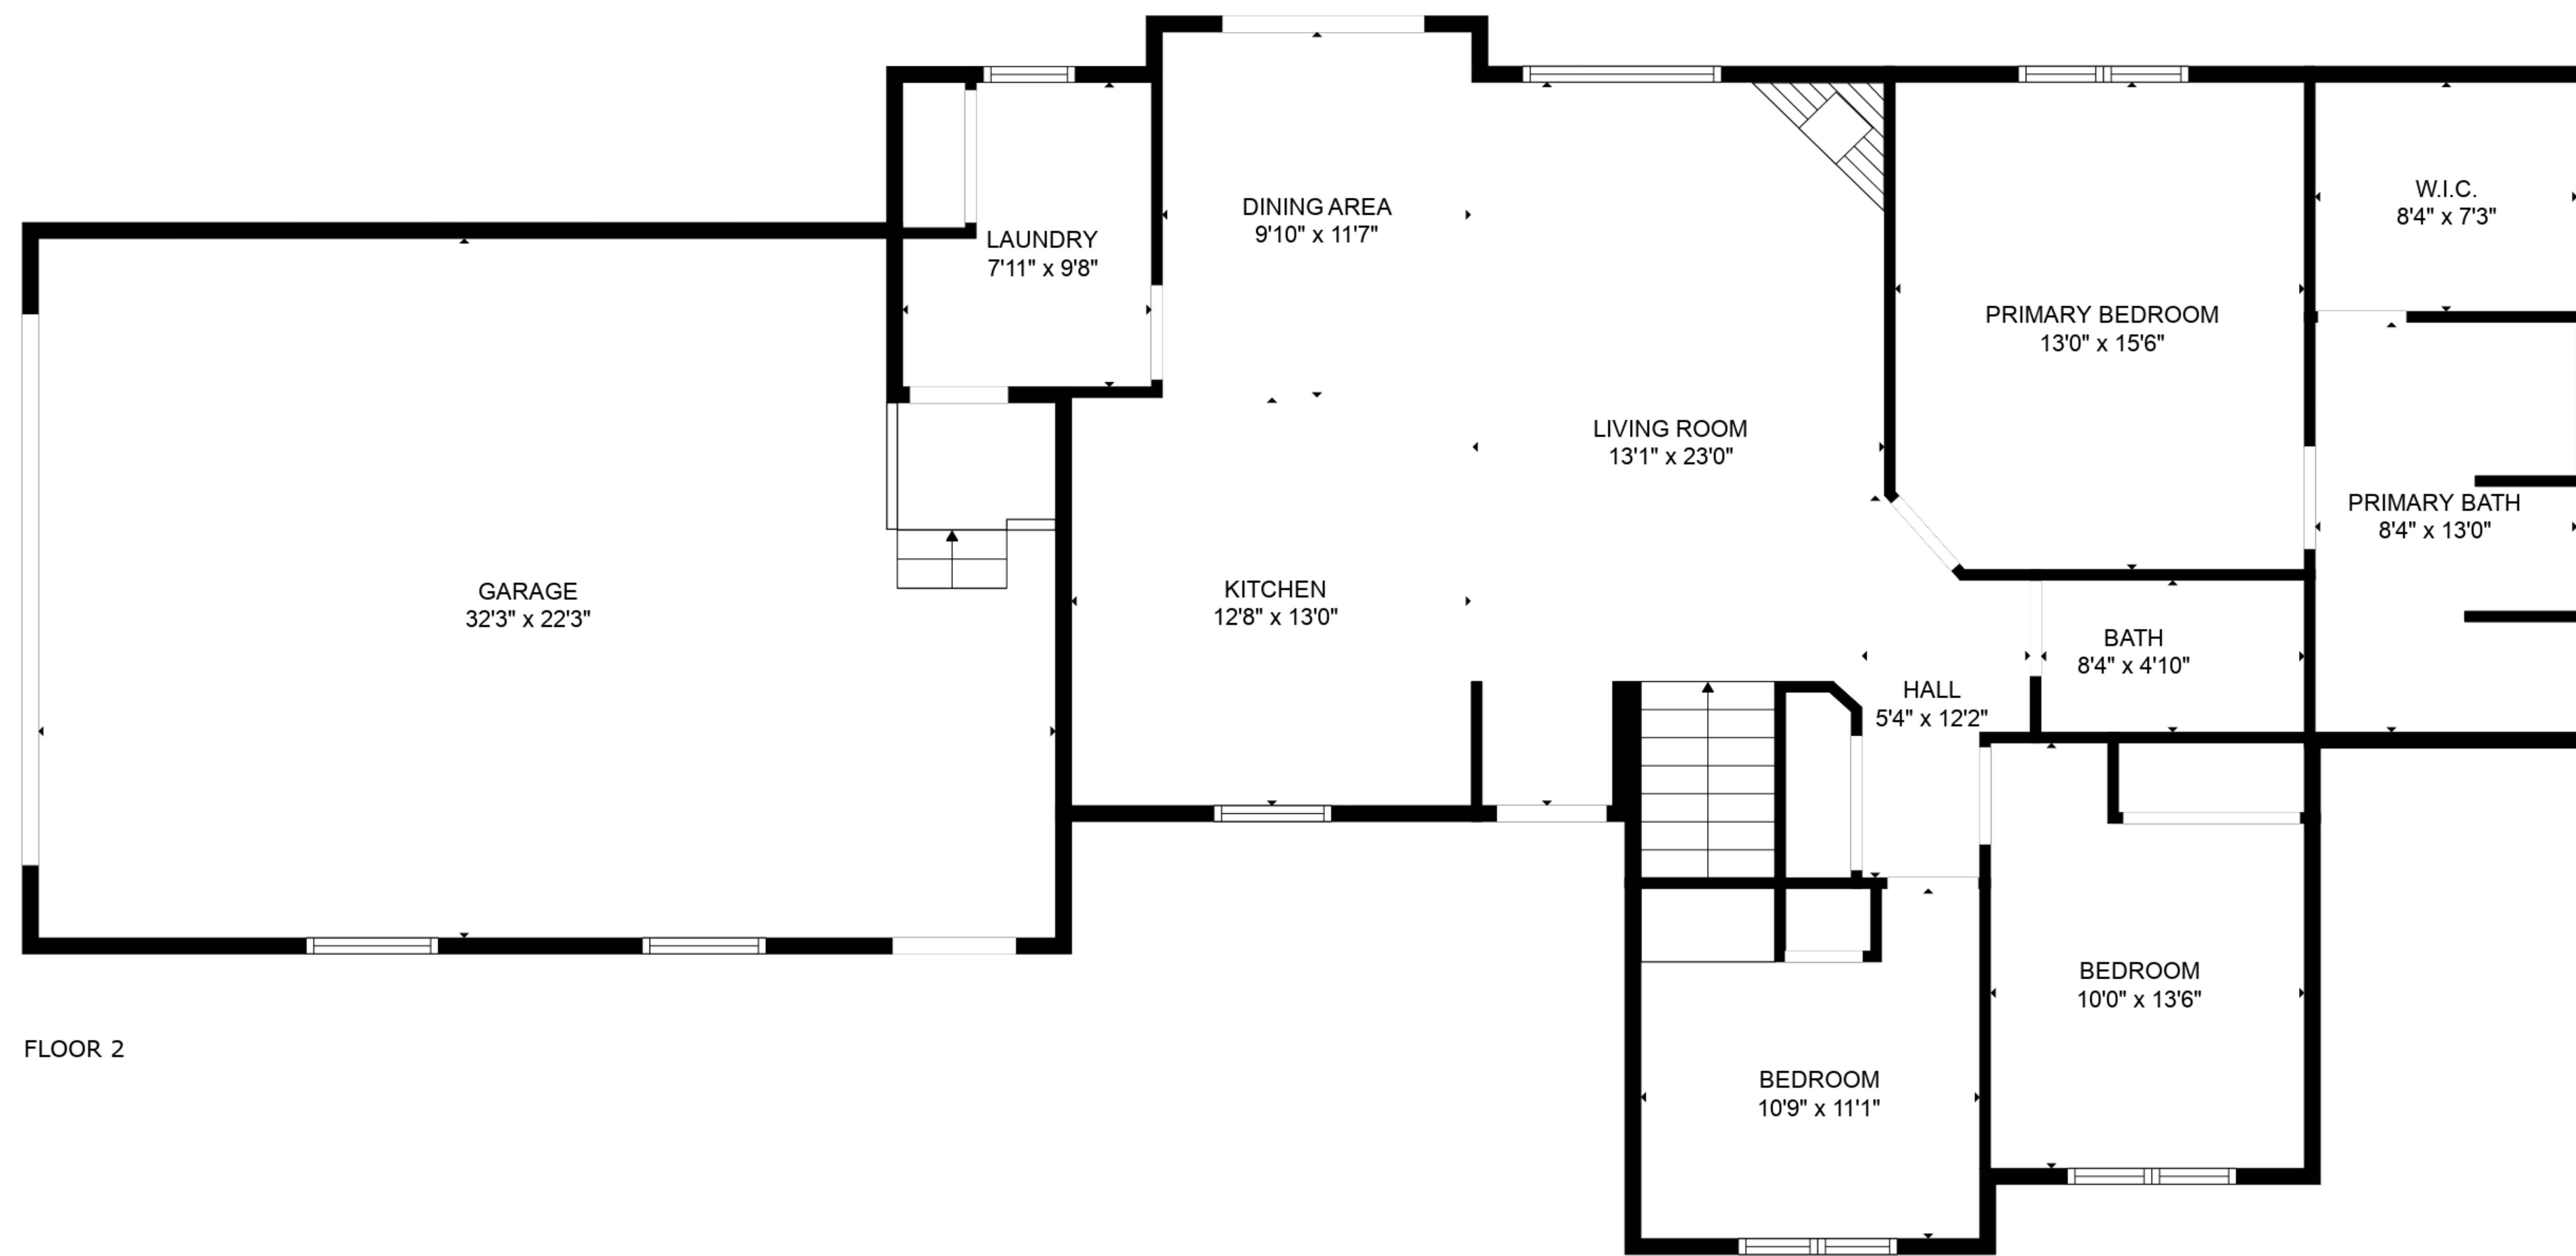 W.I.C.
8'4" x 7'3"
DINING AREA
9'10" x 11'7"
LAUNDRY
7'11" x 9'8"
PRIMARY BEDROOM
13'0" x 15'6"
LIVING ROOM
13'1" x 23'0"
PRIMARY BATH
8'4" x 13'0"
GARAGE
32'3" x 22'3"
KITCHEN
12'8" x 13'0"
BATH
8'4" x 4'10"
HALL
5'4" x 12'2"
BEDROOM
10'0" x 13'6"
FLOOR 2
BEDROOM
10'9" x 11'1"